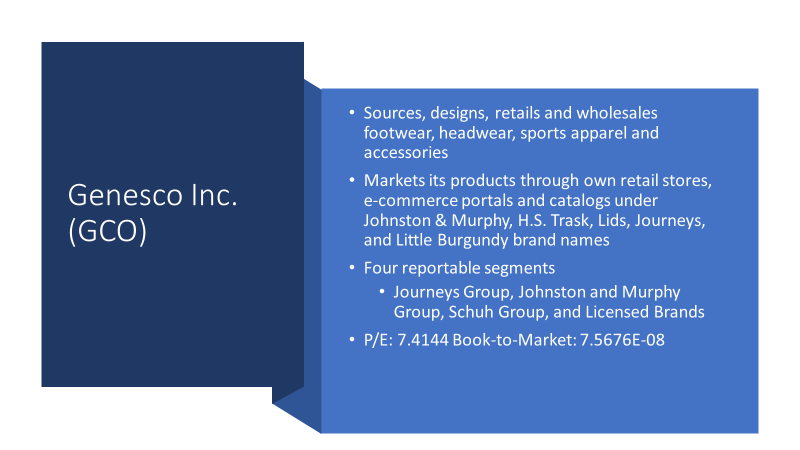 Genesco Inc.
(GCO)
• Sources, designs, retails and wholesales
footwear, headwear, sports apparel and
accessories
• Markets its products through own retail stores,
e-commerce portals and catalogs under
Johnston & Murphy, H.S. Trask, Lids, Journeys,
and Little Burgundy brand names
• Four reportable segments
• Journeys Group, Johnston and Murphy
Group, Schuh Group, and Licensed Brands
• P/E: 7.4144 Book-to-Market: 7.5676E-08